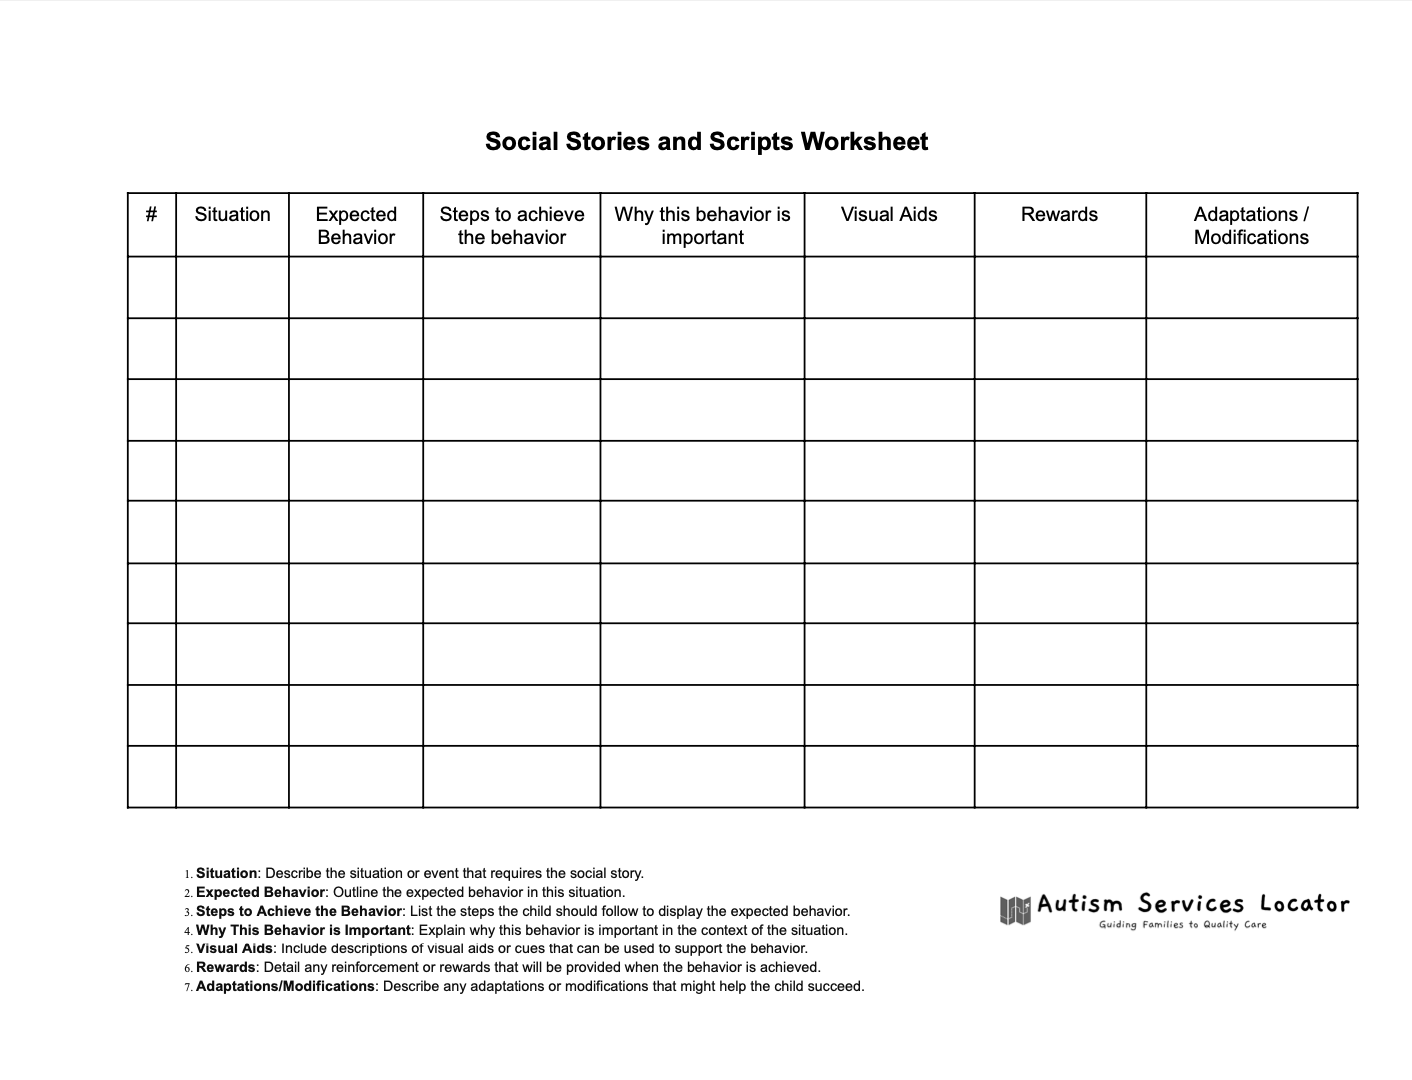 Social Stories and Scripts Worksheet
# Situation Expected Behavior Steps to achieve the behavior Why this behavior is important Visual Aids Rewards Adaptations / Modifications
1. Situation: Describe the situation or event that requires the social story.
2. Expected Behavior: Outline the expected behavior in this situation.
3. Steps to Achieve the Behavior: List the steps the child should follow to display the expected behavior.
4. Why This Behavior is Important: Explain why this behavior is important in the context of the situation.
5. Visual Aids: Include descriptions of visual aids or cues that can be used to support the behavior.
6. Rewards: Detail any reinforcement or rewards that will be provided when the behavior is achieved.
7. Adaptations/Modifications: Describe any adaptations or modifications that might help the child succeed.
Autism Services Locator
Guiding Families to Quality Care